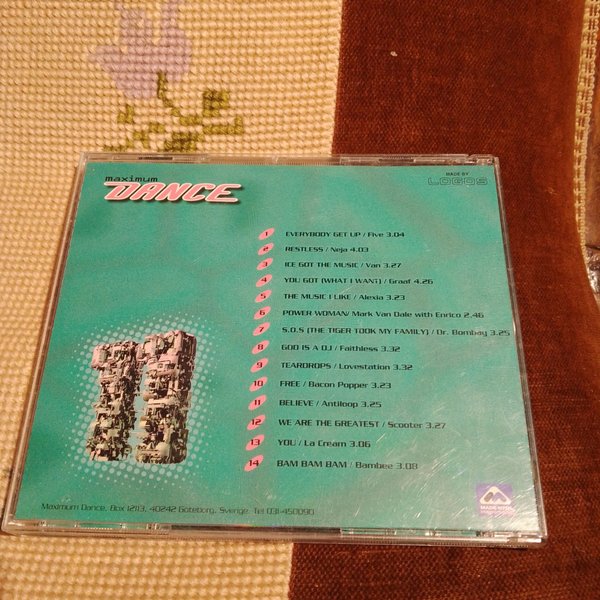 maximum
DANCE
MADE BY
LOGOS
1 EVERYBODY GET UP / Five 3.04
2 RESTLESS / Neja 4.03
3 ICE GOT THE MUSIC / Van 3.27
4 YOU GOT (WHAT I WANT) / Graaf 4.26
5 THE MUSIC I LIKE / Alexia 3.23
6 POWER WOMAN/ Mark Van Dale with Enrico 2.46
7 S.O.S (THE TIGER TOOK MY FAMILY) / Dr. Bombay 3.25
8 GOD IS A DJ / Faithless 3.32
9 TEARDROPS / Lovestation 3.32
10 FREE / Bacon Popper 3.23
11 BELIEVE / Antiloop 3.25
12 WE ARE THE GREATEST / Scooter 3.27
13 YOU / La Cream 3.06
14 BAM BAM BAM / Bambee 3.08
Maximum Dance, Box 12113, 40242 Göteborg, Sverige. Tel 031-450090